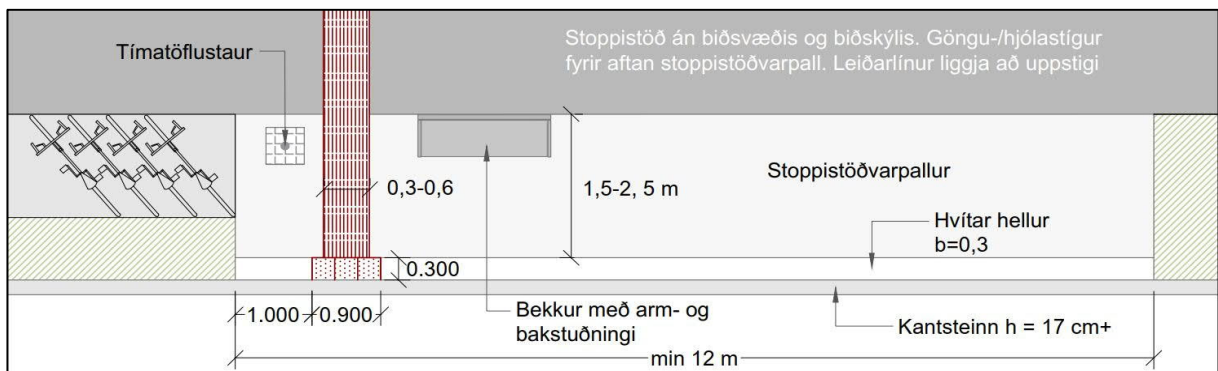 Stoppistöð án biðsvæðis og biðskýlis. Göngu-/hjólastígur
fyrir aftan stoppistöðvarpall. Leiðarlínur liggja að uppstigi
Tímatöflustaur
0,3-0,6
1,5-2, 5 m
Stoppistöðvarpallur
Hvítar hellur
b=0,3
0.300
1.000
0.900
Bekkur með arm- og
bakstuðningi
Kantsteinn h = 17 cm+
min 12 m